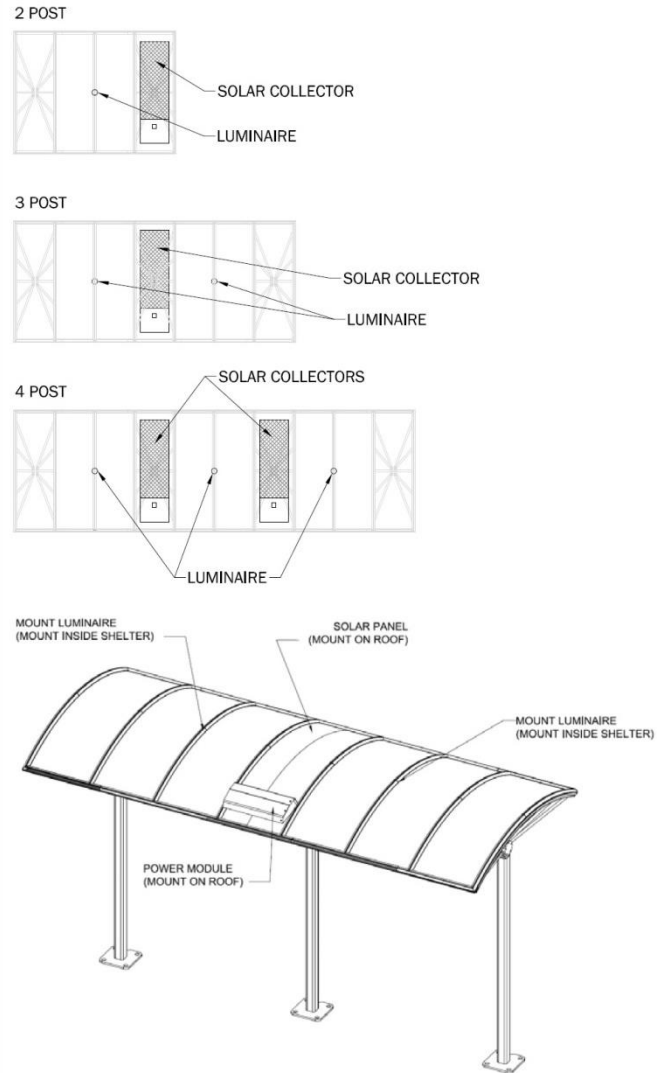 2 POST
SOLAR COLLECTOR
LUMINAIRE
3 POST
SOLAR COLLECTOR
LUMINAIRE
4 POST
SOLAR COLLECTORS
LUMINAIRE
MOUNT LUMINAIRE
(MOUNT INSIDE SHELTER)
SOLAR PANEL
(MOUNT ON ROOF)
MOUNT LUMINAIRE
(MOUNT INSIDE SHELTER)
POWER MODULE
(MOUNT ON ROOF)